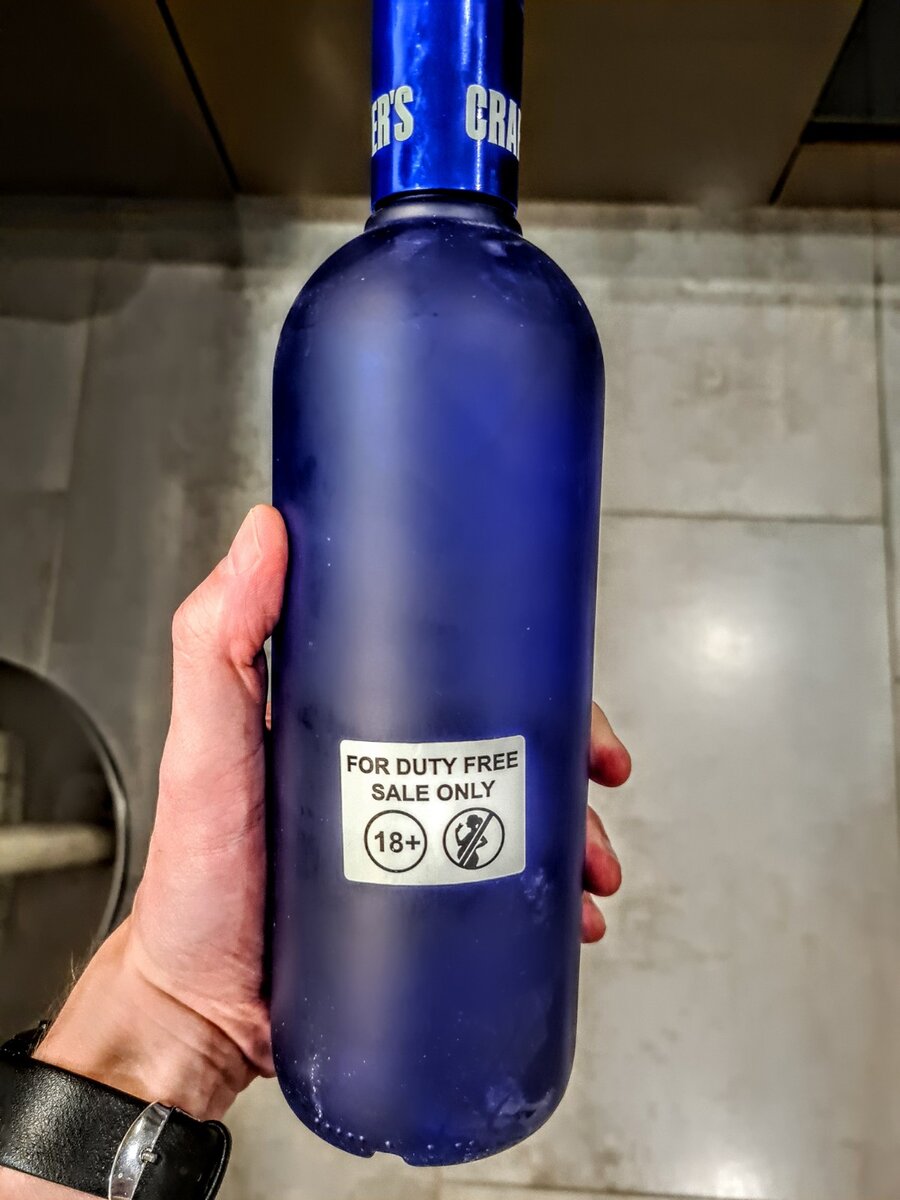 ER'S CRA
FOR DUTY FREE
SALE ONLY
18+